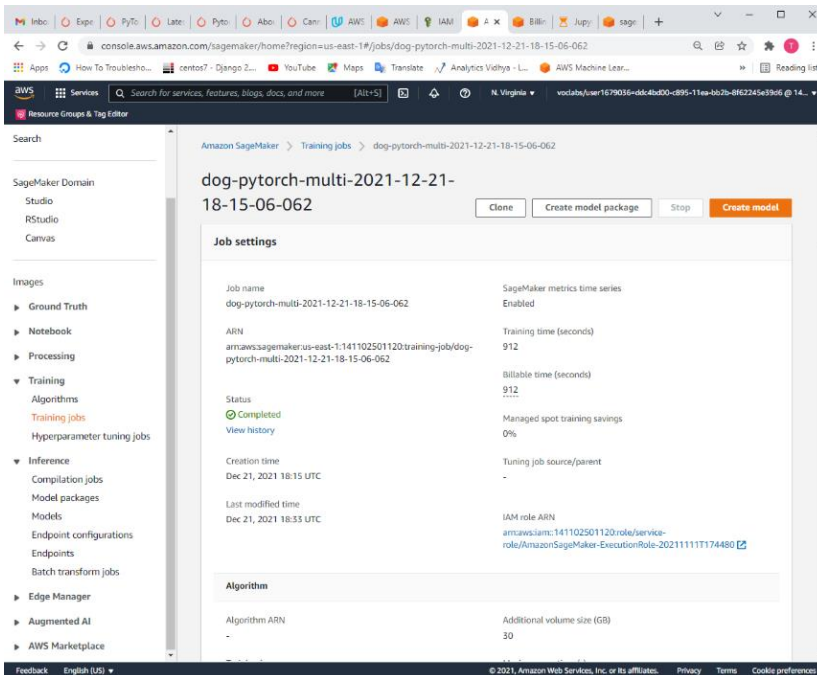 Inbo
Expe
PyTo
Late
Pyto
Abo
Cann
AWS
AWS
IAM
A
Billin
Jupy
sage
console.aws.amazon.com/sagemaker/home?region=us-east-1#/jobs/dog-pytorch-multi-2021-12-21-18-15-06-062
Apps
How To Troublesho...
centos7 - Django 2....
YouTube
Maps
Translate
Analytics Vidhya - L...
AWS Machine Lear...
»
Reading list
aws
Services
Search for services, features, blogs, docs, and more
[Alt+S]
N. Virginia
Resource Groups & Tag Editor
Search
SageMaker Domain
Studio
RStudio
Canvas
Images
Ground Truth
Notebook
Processing
Training
Algorithms
Training jobs
Hyperparameter tuning jobs
Inference
Compilation jobs
Model packages
Models
Endpoint configurations
Endpoints
Batch transform jobs
Edge Manager
Augmented AI
AWS Marketplace
Amazon SageMaker > Training jobs > dog-pytorch-multi-2021-12-21-18-15-06-062
dog-pytorch-multi-2021-12-21-
18-15-06-062
Clone
Create model package
Stop
Create model
Job settings
Job name
dog-pytorch-multi-2021-12-21-18-15-06-062
ARN
arn:aws:sagemaker:us-east-1:141102501120:training-job/dog-
pytorch-multi-2021-12-21-18-15-06-062
Status
Completed
View history
Creation time
Dec 21, 2021 18:15 UTC
Last modified time
Dec 21, 2021 18:33 UTC
SageMaker metrics time series
Enabled
Training time (seconds)
912
Billable time (seconds)
912
Managed spot training savings
0%
Tuning job source/parent
-
IAM role ARN
arn:aws:iam::141102501120:role/service-
role/AmazonSageMaker-ExecutionRole-20211111T174480
Algorithm
Algorithm ARN
-
Additional volume size (GB)
30
Feedback
English (US)
© 2021, Amazon Web Services, Inc. or its affiliates.
Privacy
Terms
Cookie preferences